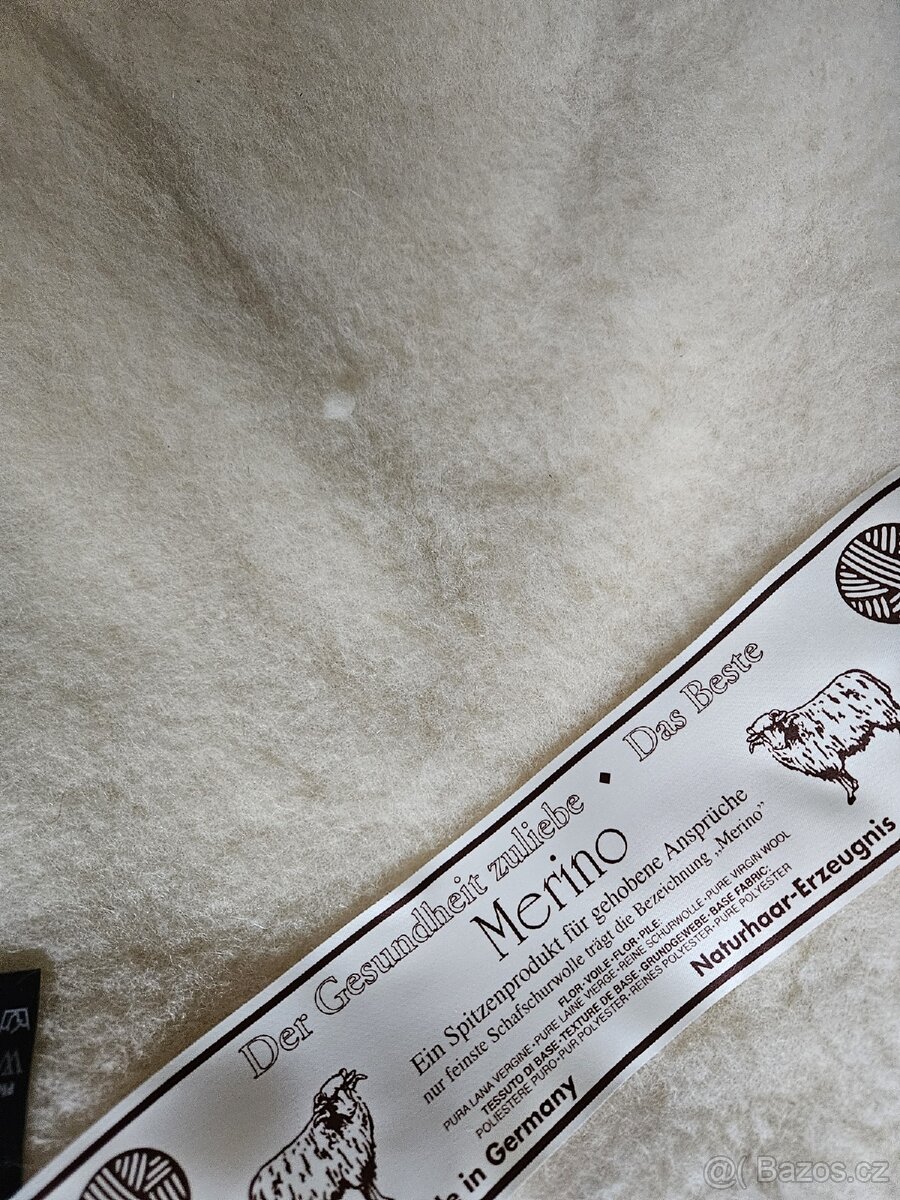 Der Gesundheit zuliebe ◆ Das Beste
Merino
Ein Spitzenprodukt für gehobene Ansprüche
nur feinste Schafschurwolle trägt die Bezeichnung „Merino”
FLOR·VOILE·FLOR·PILE:
PURA LANA VERGINE·PURE LAINE VIERGE·REINE SCHURWOLLE·PURE VIRGIN WOOL
TESSUTO DI BASE·TEXTURE DE BASE·GRUNDGEWEBE·BASE FABRIC:
POLIESTERE PURO·PUR POLYESTER·REINES POLYESTER·PURE POLYESTER
in Germany
Naturhaar-Erzeugnis
@( Bazos.cz